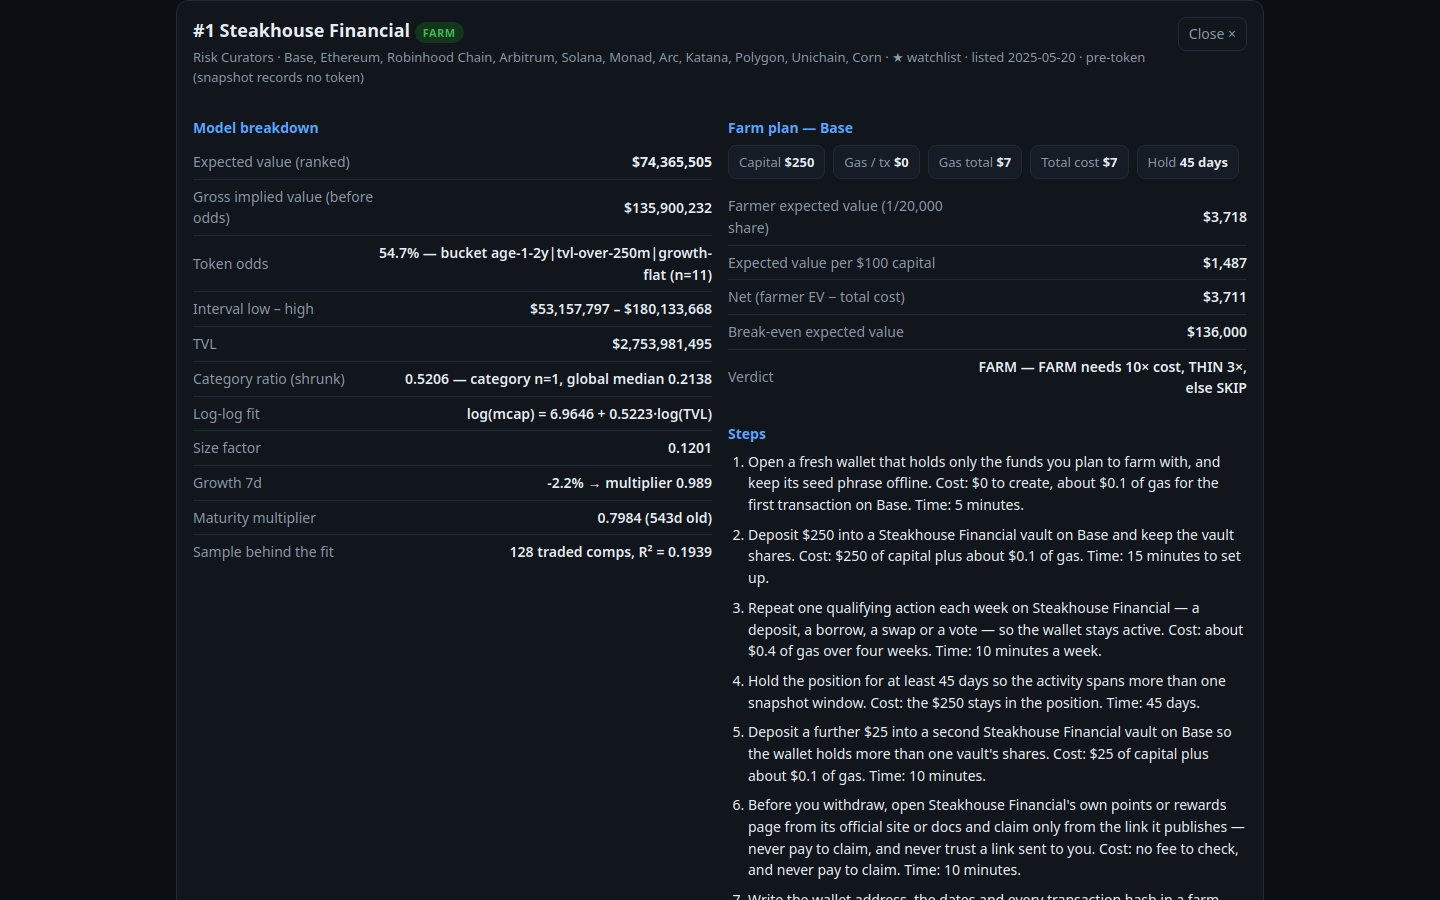 #1 Steakhouse Financial FARM
Close ×
Risk Curators · Base, Ethereum, Robinhood Chain, Arbitrum, Solana, Monad, Arc, Katana, Polygon, Unichain, Corn · ★ watchlist · listed 2025-05-20 · pre-token
(snapshot records no token)
Model breakdown
Expected value (ranked) $74,365,505
Gross implied value (before
odds) $135,900,232
Token odds 54.7% — bucket age-1-2y|tvl-over-250m|growth-
flat (n=11)
Interval low – high $53,157,797 – $180,133,668
TVL $2,753,981,495
Category ratio (shrunk) 0.5206 — category n=1, global median 0.2138
Log-log fit log(mcap) = 6.9646 + 0.5223·log(TVL)
Size factor 0.1201
Growth 7d -2.2% → multiplier 0.989
Maturity multiplier 0.7984 (543d old)
Sample behind the fit 128 traded comps, R² = 0.1939
Farm plan — Base
Capital $250 Gas / tx $0 Gas total $7 Total cost $7 Hold 45 days
Farmer expected value (1/20,000
share) $3,718
Expected value per $100 capital $1,487
Net (farmer EV − total cost) $3,711
Break-even expected value $136,000
Verdict FARM — FARM needs 10× cost, THIN 3×,
else SKIP
Steps
1. Open a fresh wallet that holds only the funds you plan to farm with, and
keep its seed phrase offline. Cost: $0 to create, about $0.1 of gas for the
first transaction on Base. Time: 5 minutes.
2. Deposit $250 into a Steakhouse Financial vault on Base and keep the vault
shares. Cost: $250 of capital plus about $0.1 of gas. Time: 15 minutes to set
up.
3. Repeat one qualifying action each week on Steakhouse Financial — a
deposit, a borrow, a swap or a vote — so the wallet stays active. Cost: about
$0.4 of gas over four weeks. Time: 10 minutes a week.
4. Hold the position for at least 45 days so the activity spans more than one
snapshot window. Cost: the $250 stays in the position. Time: 45 days.
5. Deposit a further $25 into a second Steakhouse Financial vault on Base so
the wallet holds more than one vault's shares. Cost: $25 of capital plus
about $0.1 of gas. Time: 10 minutes.
6. Before you withdraw, open Steakhouse Financial's own points or rewards
page from its official site or docs and claim only from the link it publishes —
never pay to claim, and never trust a link sent to you. Cost: no fee to check,
and never pay to claim. Time: 10 minutes.
7. Write the wallet address, the dates and every transaction hash in a farm